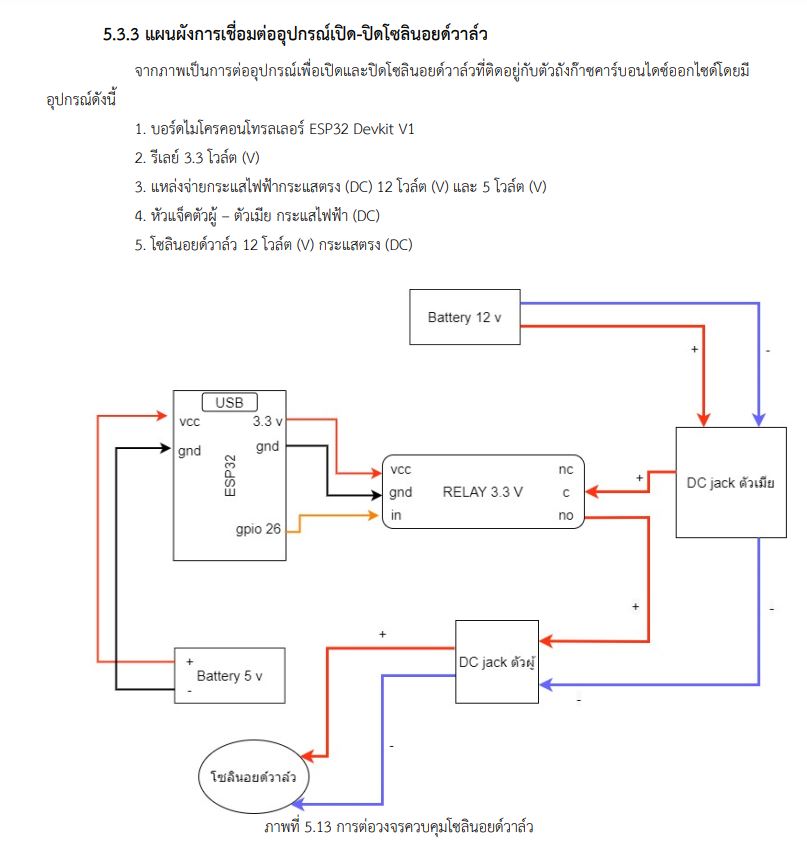 5.3.3 แผนผังการเชื่อมต่ออุปกรณ์เปิด-ปิดโซลินอยด์วาล์ว
จากภาพเป็นการต่ออุปกรณ์เพื่อเปิดและปิดโซลินอยด์วาล์วที่ติดอยู่กับตัวถังก๊าซคาร์บอนไดซ์ออกไซด์โดยมี
อุปกรณ์ดังนี้
1. บอร์ดไมโครคอนโทรลเลอร์ ESP32 Devkit V1
2. รีเลย์ 3.3 โวล์ต (V)
3. แหล่งจ่ายกระแสไฟฟ้ากระแสตรง (DC) 12 โวล์ต (V) และ 5 โวล์ต (V)
4. หัวแจ็คตัวผู้ – ตัวเมีย กระแสไฟฟ้า (DC)
5. โซลินอยด์วาล์ว 12 โวล์ต (V) กระแสตรง (DC)
Battery 12 v
+
-
USB
vcc
3.3 v
gnd
gnd
ESP32
gpio 26
vcc
nc
gnd
RELAY 3.3 V
c
in
no
+
DC jack ตัวเมีย
+
-
+
DC jack ตัวผู้
-
+
Battery 5 v
-
-
โซลินอยด์วาล์ว
ภาพที่ 5.13 การต่อวงจรควบคุมโซลินอยด์วาล์ว